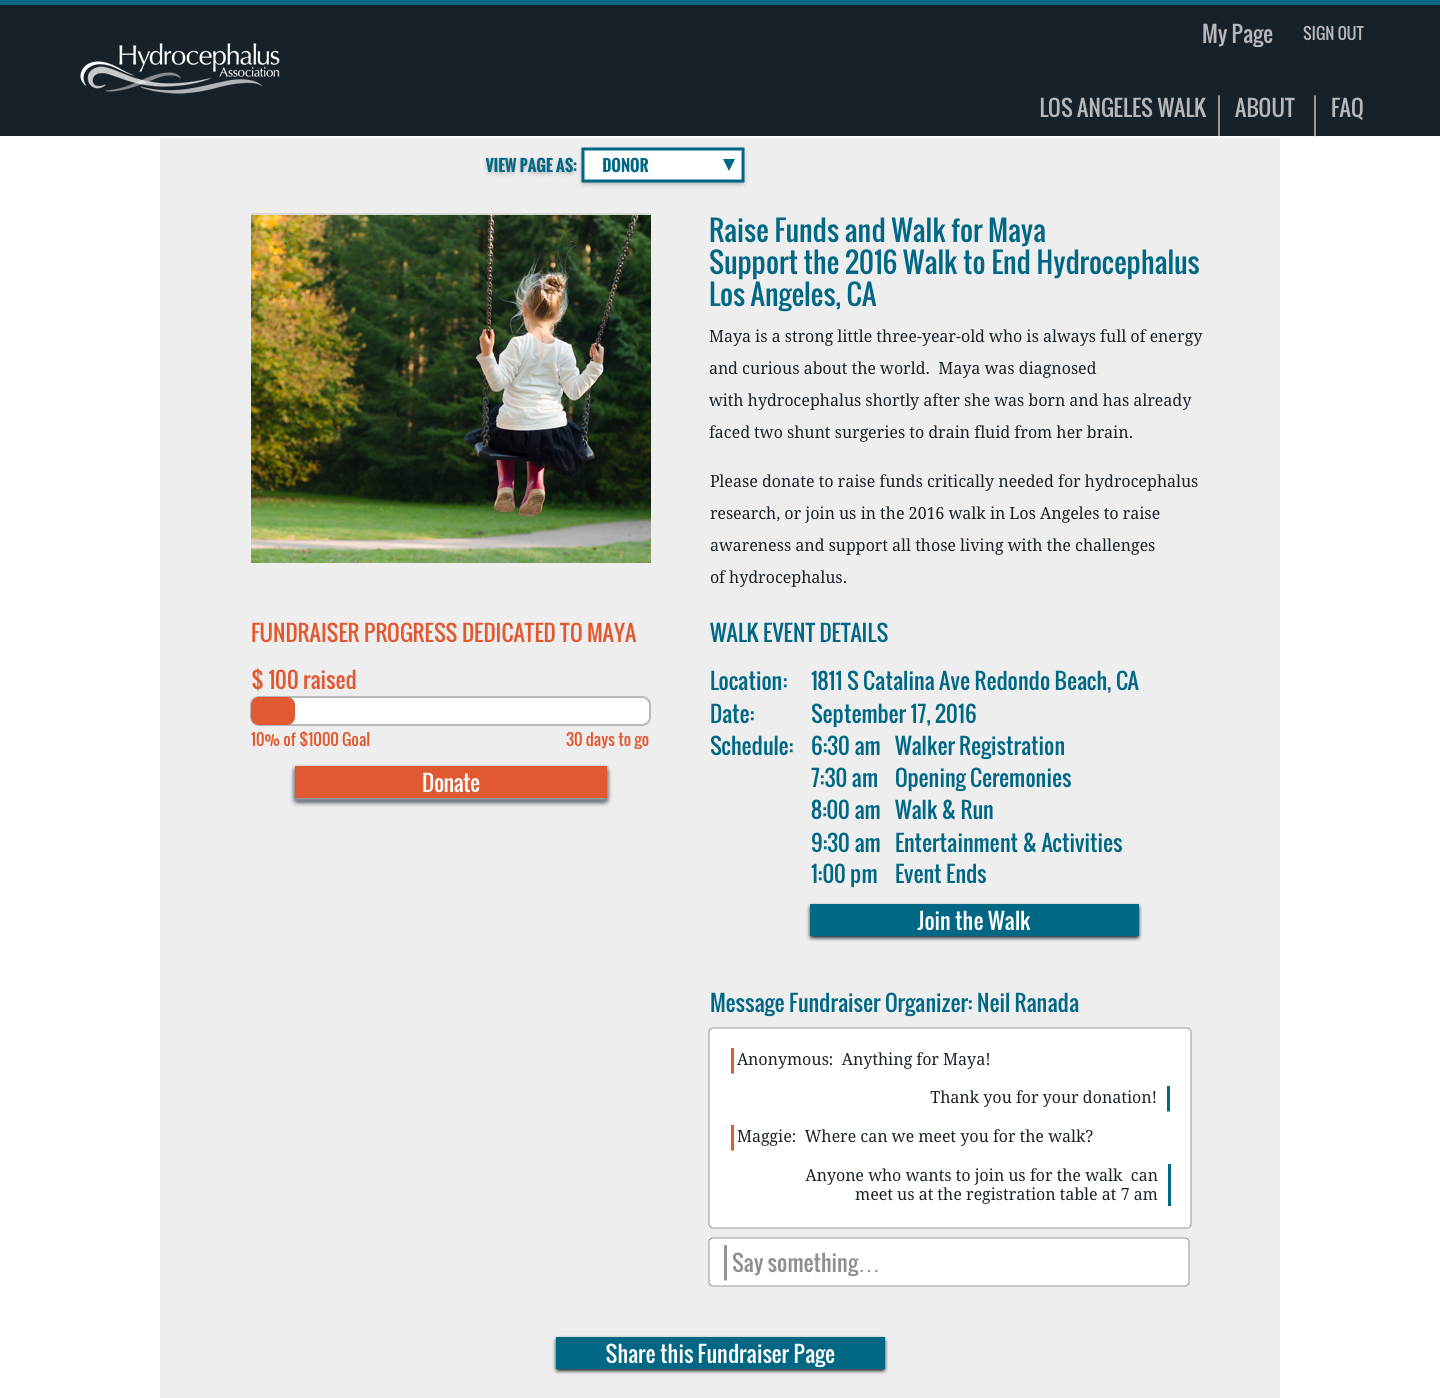 Hydrocephalus
Association
My Page
SIGN OUT
LOS ANGELES WALK
ABOUT
FAQ
VIEW PAGE AS:
DONOR
Raise Funds and Walk for Maya
Support the 2016 Walk to End Hydrocephalus
Los Angeles, CA
Maya is a strong little three-year-old who is always full of energy
and curious about the world.  Maya was diagnosed
with hydrocephalus shortly after she was born and has already
faced two shunt surgeries to drain fluid from her brain.
Please donate to raise funds critically needed for hydrocephalus
research, or join us in the 2016 walk in Los Angeles to raise
awareness and support all those living with the challenges
of hydrocephalus.
FUNDRAISER PROGRESS DEDICATED TO MAYA
$ 100 raised
10% of $1000 Goal
30 days to go
Donate
WALK EVENT DETAILS
Location: 1811 S Catalina Ave Redondo Beach, CA
Date: September 17, 2016
Schedule: 6:30 am Walker Registration
7:30 am Opening Ceremonies
8:00 am Walk & Run
9:30 am Entertainment & Activities
1:00 pm Event Ends
Join the Walk
Message Fundraiser Organizer: Neil Ranada
Anonymous:  Anything for Maya!
Thank you for your donation!
Maggie:  Where can we meet you for the walk?
Anyone who wants to join us for the walk  can
meet us at the registration table at 7 am
Say something...
Share this Fundraiser Page